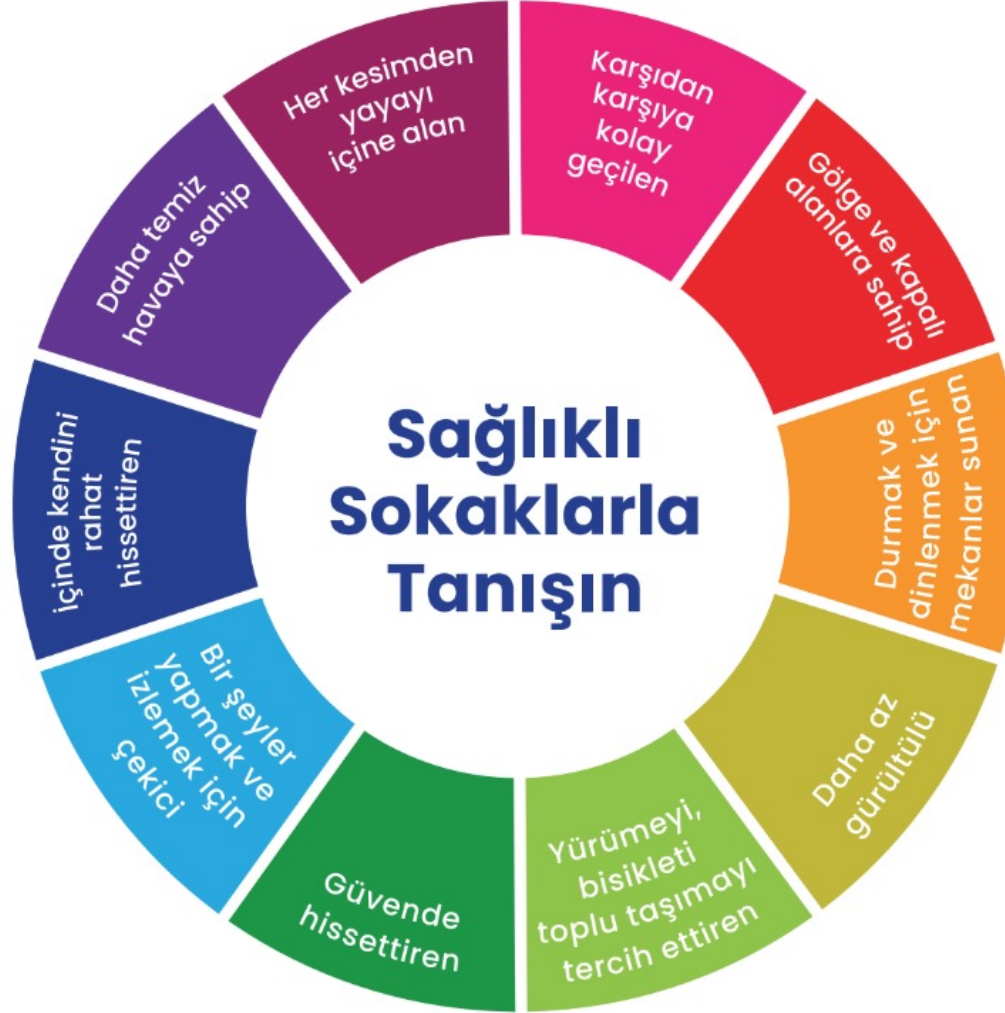 Sağlıklı
Sokaklarla
Tanışın
Karşıdan
karşıya
kolay
geçilen
Gölge ve kapalı
alanlara sahip
Durmak ve
dinlenmek için
mekanlar sunan
Daha az
gürültülü
Yürümeyi,
bisikleti
toplu taşımayı
tercih ettiren
Güvende
hissettiren
Bir şeyler
yapmak ve
izlemek için
çekici
içinde kendini
rahat
hissettiren
Daha temiz
havaya sahip
Her kesimden
yayayı
içine alan